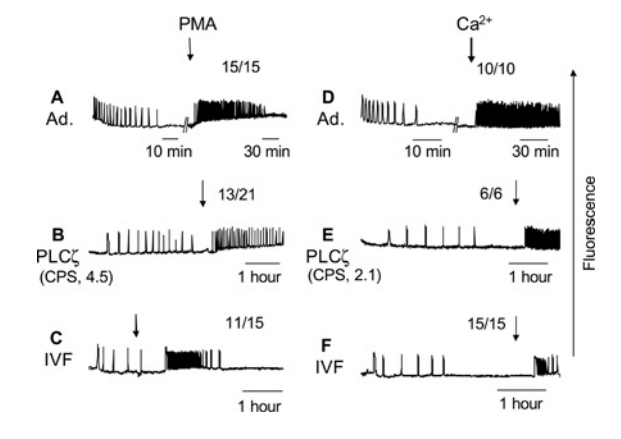 PMA
15/15
A
Ad.
10 min
30 min
13/21
B
PLCζ
(CPS, 4.5)
1 hour
11/15
C
IVF
1 hour
Ca²⁺
10/10
D
Ad.
10 min
30 min
6/6
E
PLCζ
(CPS, 2.1)
1 hour
15/15
F
IVF
1 hour
Fluorescence